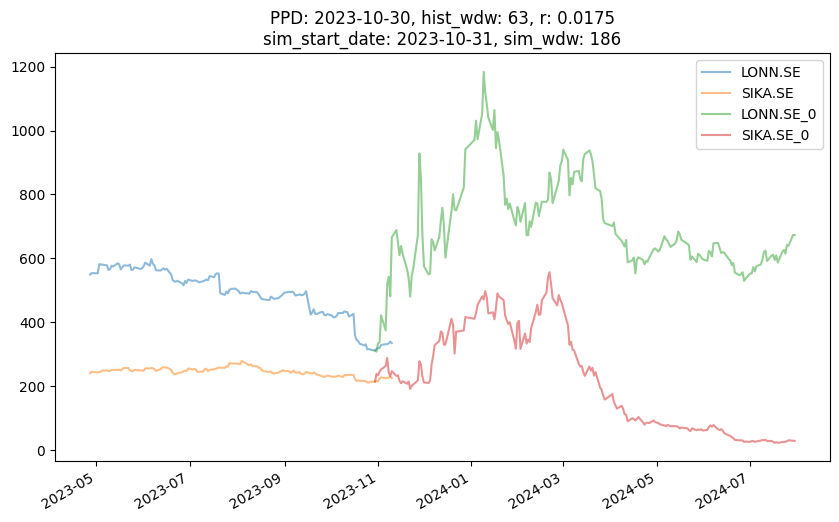 PPD: 2023-10-30, hist_wdw: 63, r: 0.0175
sim_start_date: 2023-10-31, sim_wdw: 186
1200
1000
800
600
400
200
0
LONN.SE
SIKA.SE
LONN.SE_0
SIKA.SE_0
2023-05
2023-07
2023-09
2023-11
2024-01
2024-03
2024-05
2024-07